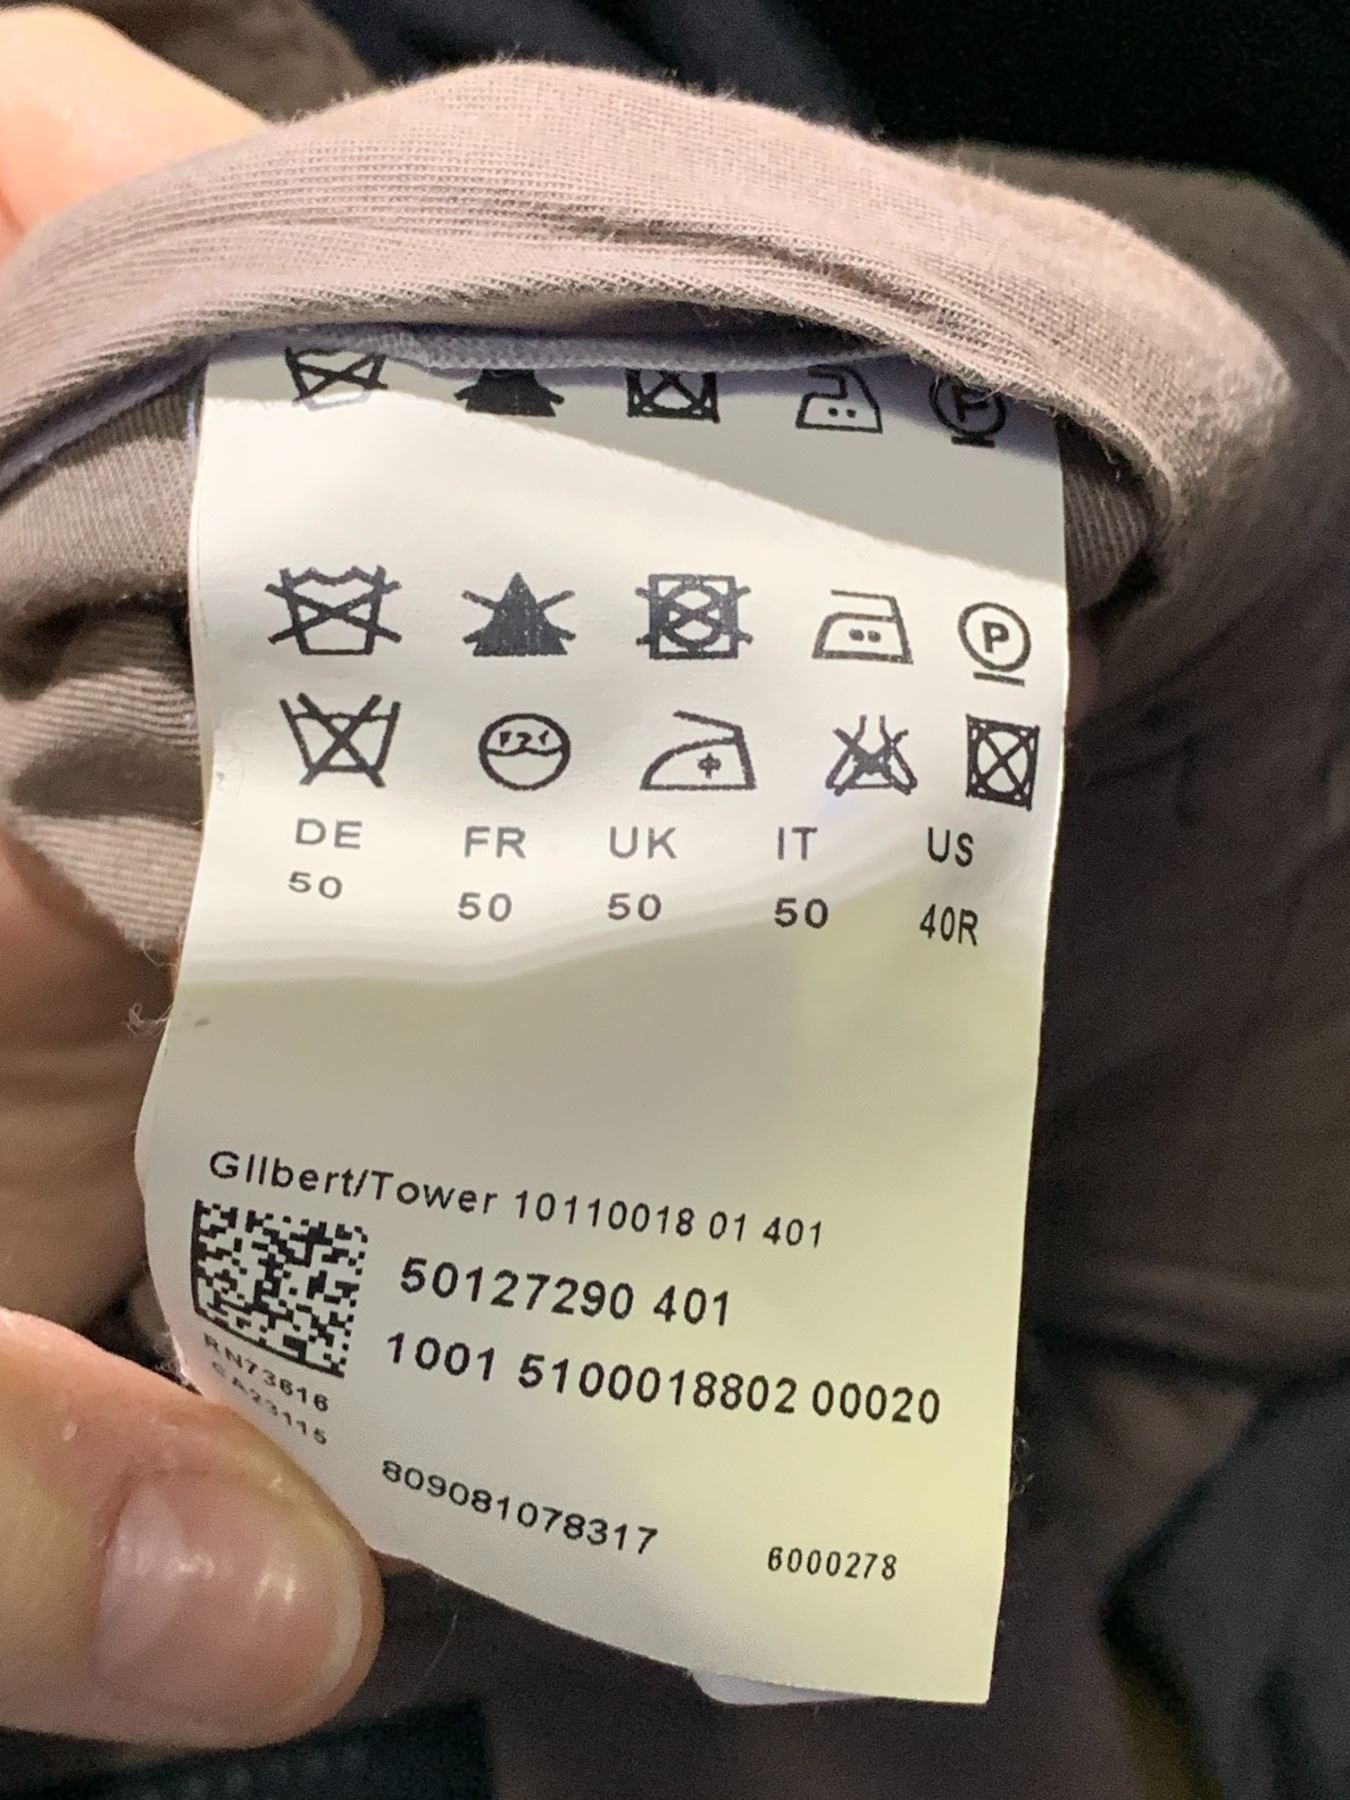 P
P
DE FR UK IT US
50 50 50 50 40R
Gilbert/Tower 10110018 01 401
50127290 401
1001 5100018802 00020
RN73616
CA23115
809081078317 6000278